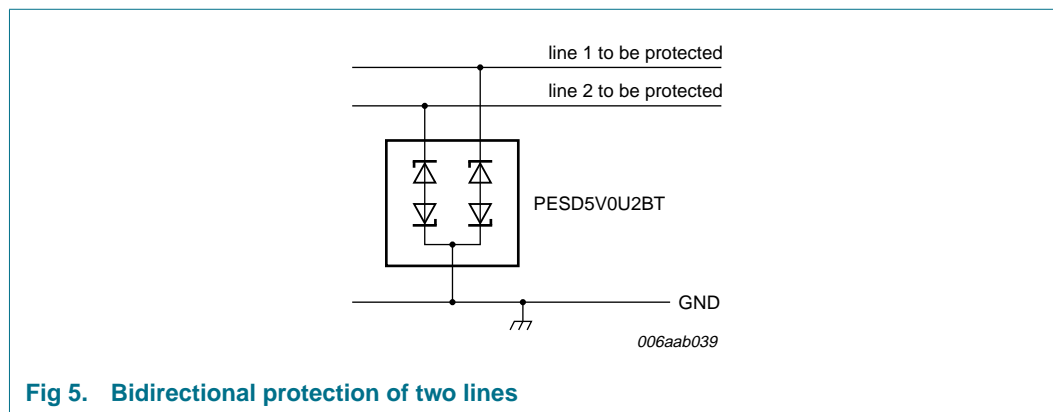 line 1 to be protected
line 2 to be protected
PESD5V0U2BT
GND
006aab039
Fig 5. Bidirectional protection of two lines